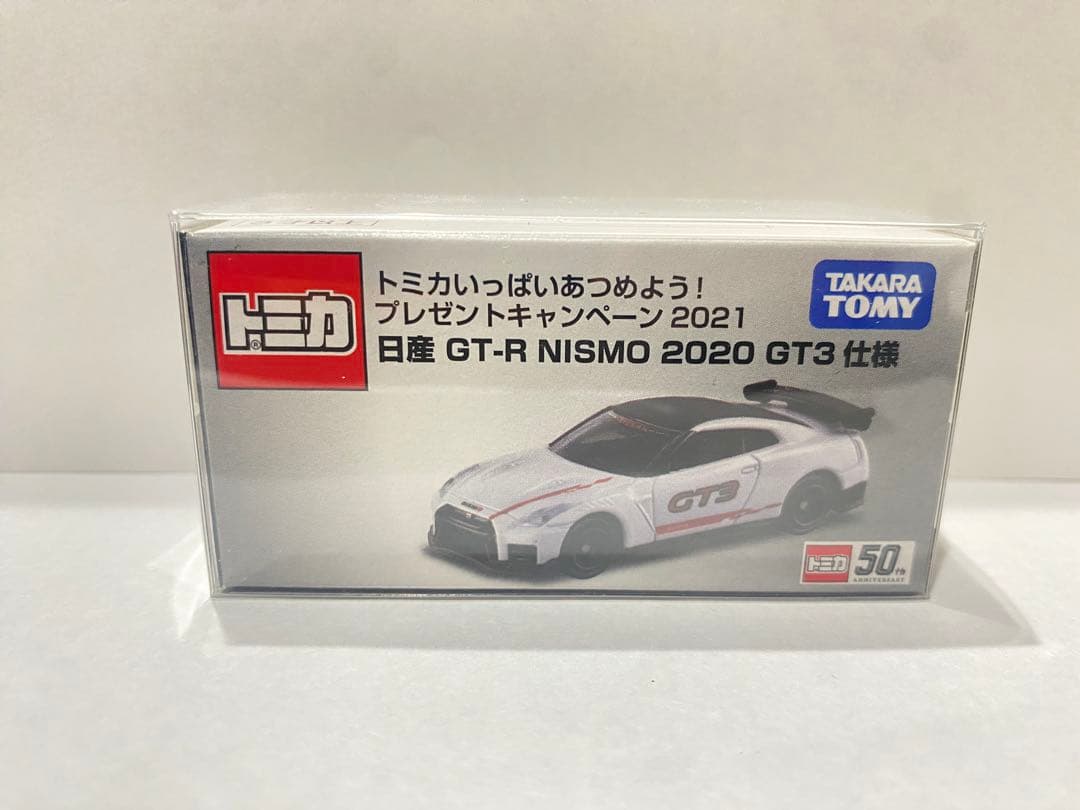 トミカ®
トミカいっぱいあつめよう!
プレゼントキャンペーン 2021
日産 GT-R NISMO 2020 GT3 仕様
TAKARA
TOMY
GT3
トミカ
50th
ANNIVERSARY